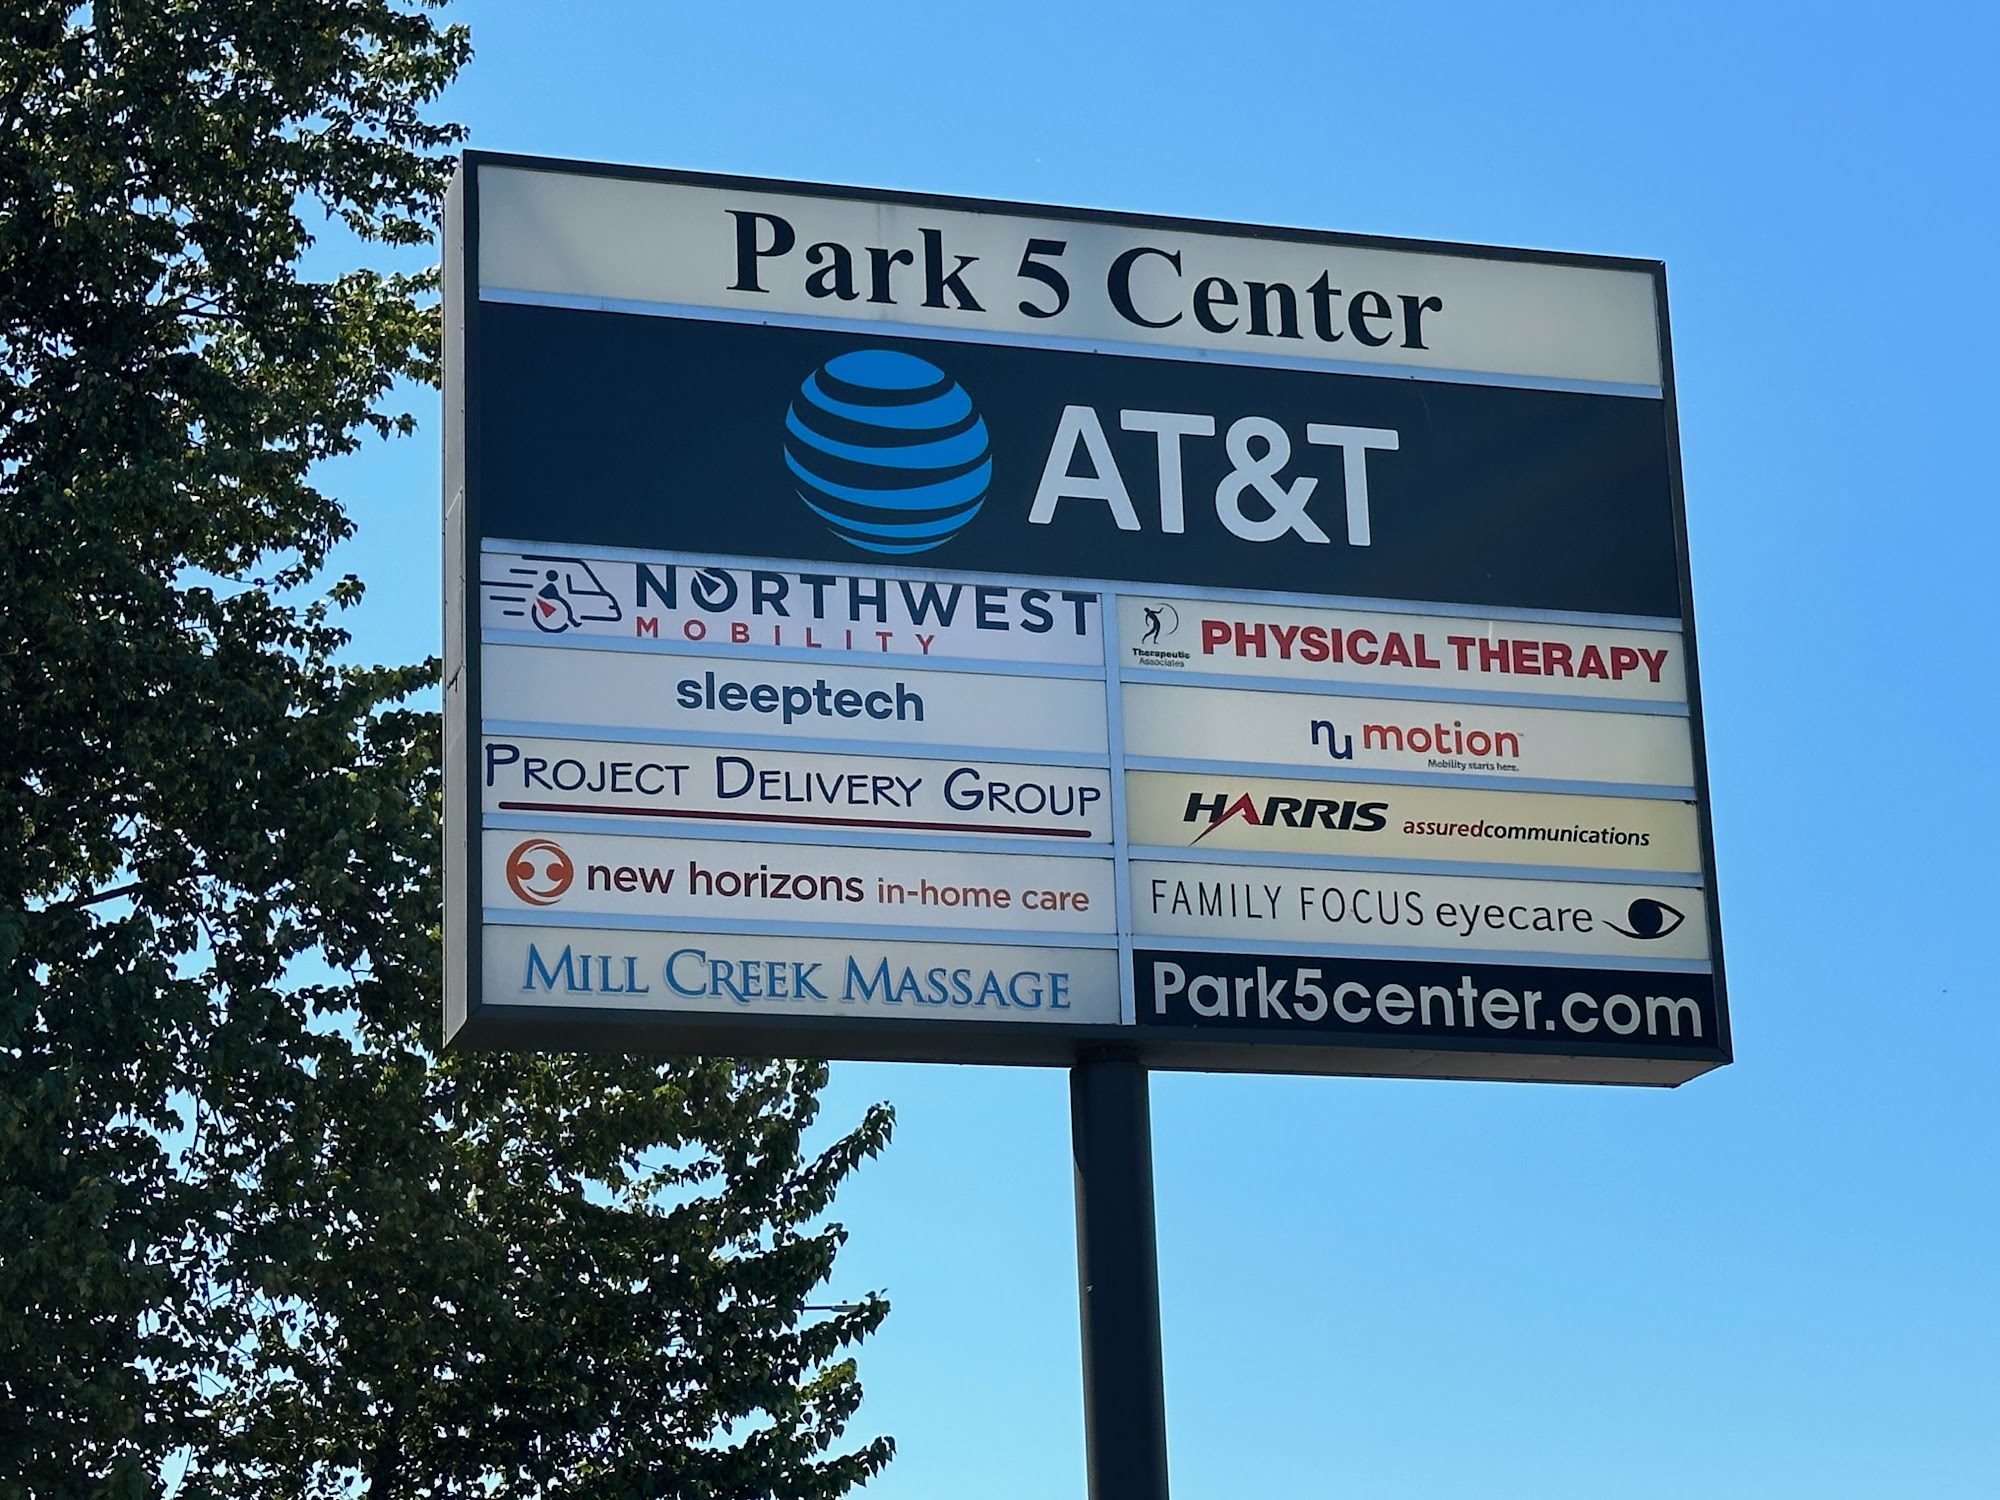 Park 5 Center
AT&T
NORTHWEST
MOBILITY
sleeptech
PROJECT DELIVERY GROUP
new horizons in-home care
MILL CREEK MASSAGE
Therapeutic
Associates
PHYSICAL THERAPY
nu motion™
Mobility starts here.
HARRIS assuredcommunications
FAMILY FOCUS eyecare
Park5center.com